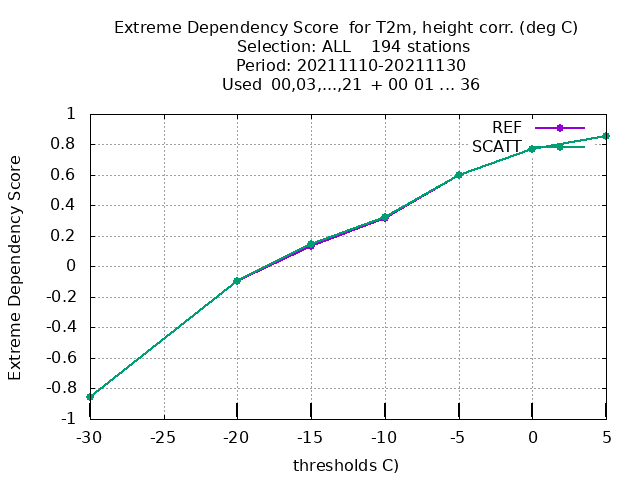 Extreme Dependency Score  for T2m, height corr. (deg C)
Selection: ALL    194 stations
Period: 20211110-20211130
Used  00,03,...,21  + 00 01 ... 36
REF
SCATT
Extreme Dependency Score
1
0.8
0.6
0.4
0.2
0
-0.2
-0.4
-0.6
-0.8
-1
-30
-25
-20
-15
-10
-5
0
5
thresholds C)